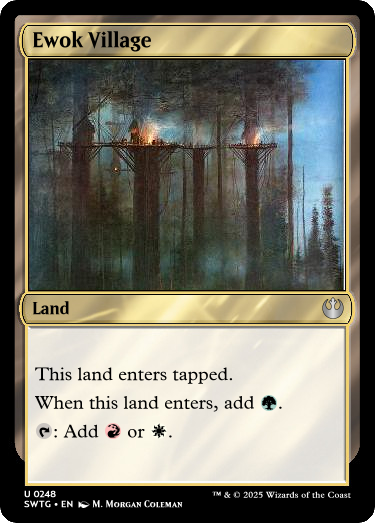 Ewok Village
Land
This land enters tapped.
When this land enters, add {G}.
{T}: Add {R} or {W}.
U 0248
SWTG • EN M. Morgan Coleman
™ & © 2025 Wizards of the Coast